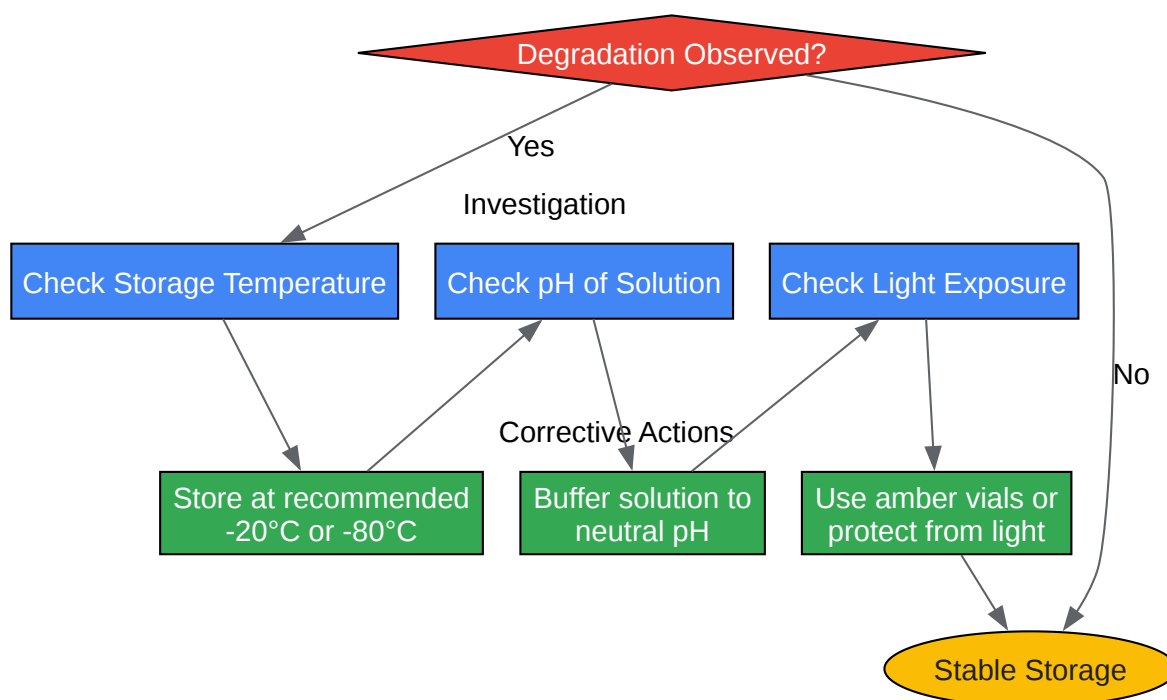 Degradation Observed?
Yes
Investigation
Check Storage Temperature
Check pH of Solution
Check Light Exposure
No
Corrective Actions
Store at recommended
-20°C or -80°C
Buffer solution to
neutral pH
Use amber vials or
protect from light
Stable Storage